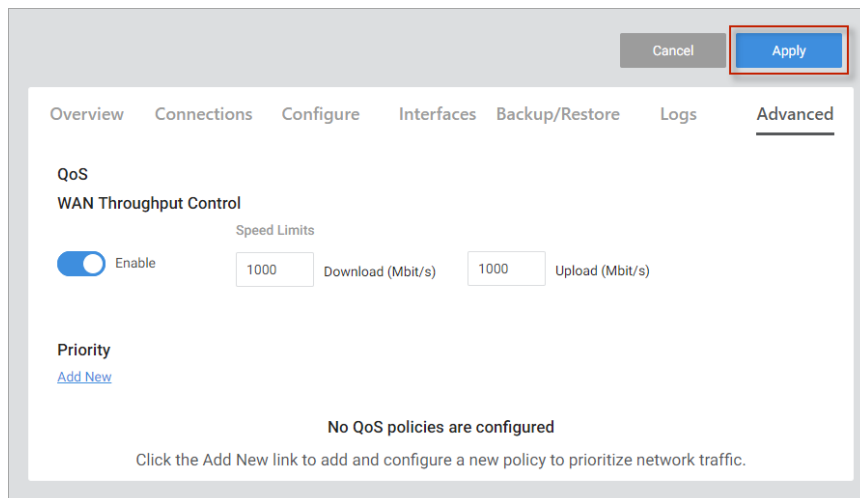 Cancel Apply
Overview Connections Configure Interfaces Backup/Restore Logs Advanced
QoS
WAN Throughput Control
Speed Limits
Enable 1000 Download (Mbit/s) 1000 Upload (Mbit/s)
Priority
Add New
No QoS policies are configured
Click the Add New link to add and configure a new policy to prioritize network traffic.